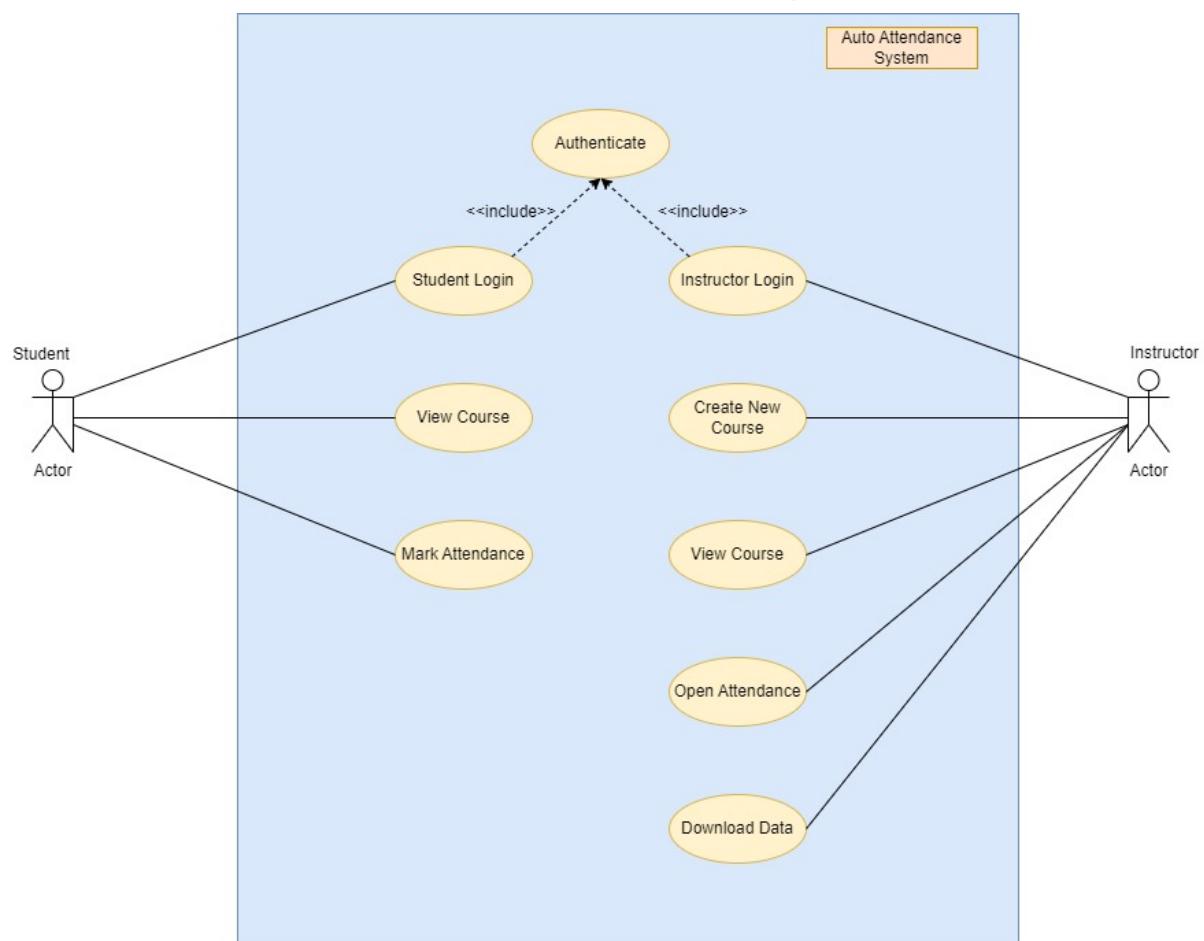 Auto Attendance
System
Authenticate
<<include>>
<<include>>
Student Login
Instructor Login
Student
Instructor
View Course
Create New
Course
Actor
Actor
Mark Attendance
View Course
Open Attendance
Download Data